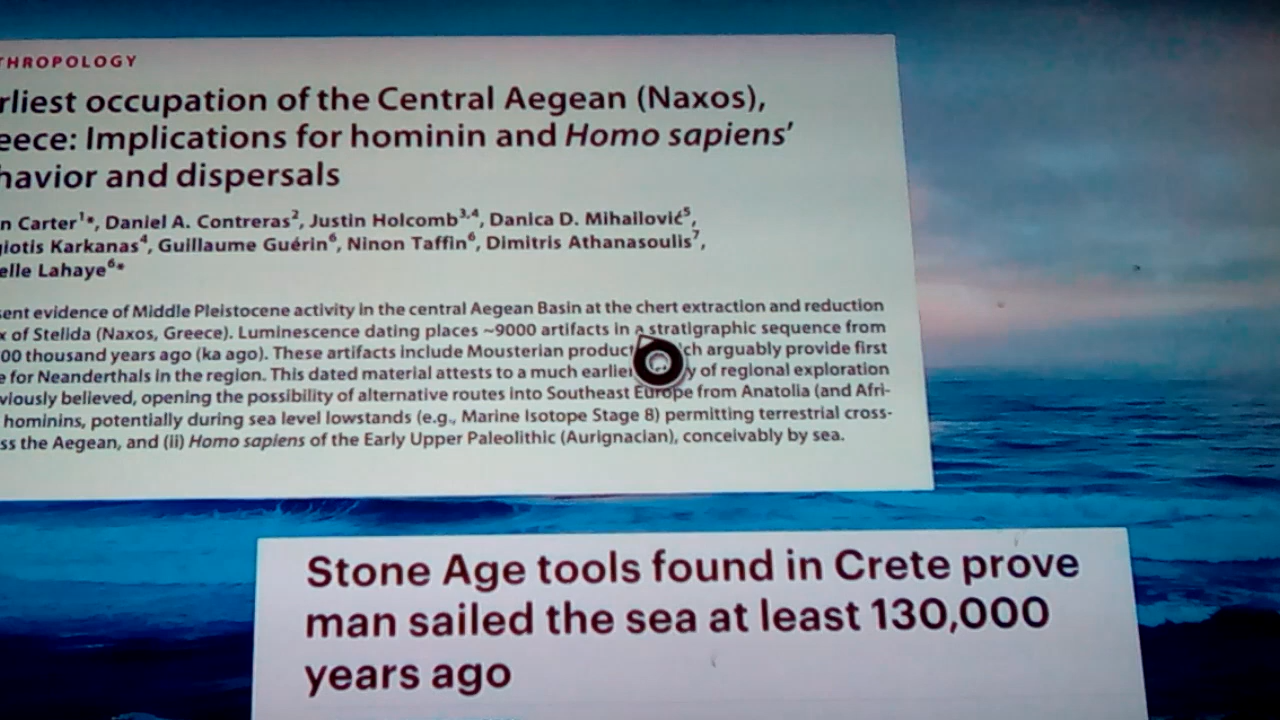 THROPOLOGY
rliest occupation of the Central Aegean (Naxos),
eece: Implications for hominin and Homo sapiens'
havior and dispersals
n Carter1*, Daniel A. Contreras2, Justin Holcomb3,4, Danica D. Mihailović5,
giotis Karkanas4, Guillaume Guérin6, Ninon Taffin6, Dimitris Athanasoulis7,
elle Lahaye6*
sent evidence of Middle Pleistocene activity in the central Aegean Basin at the chert extraction and reduction
x of Stelida (Naxos, Greece). Luminescence dating places ~9000 artifacts in a stratigraphic sequence from
00 thousand years ago (ka ago). These artifacts include Mousterian product ch arguably provide first
e for Neanderthals in the region. This dated material attests to a much earlier y of regional exploration
viously believed, opening the possibility of alternative routes into Southeast Europe from Anatolia (and Afri-
hominins, potentially during sea level lowstands (e.g., Marine Isotope Stage 8) permitting terrestrial cross-
ss the Aegean, and (ii) Homo sapiens of the Early Upper Paleolithic (Aurignacian), conceivably by sea.
Stone Age tools found in Crete prove
man sailed the sea at least 130,000
years ago